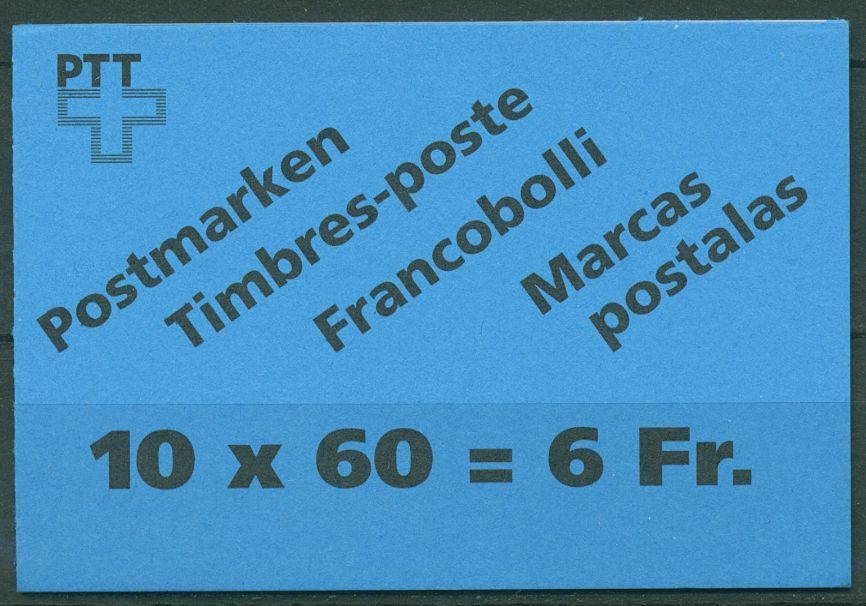 PTT
Postmarken
Timbres-poste
Francobolli
Marcas
postalas
10 x 60 = 6 Fr.